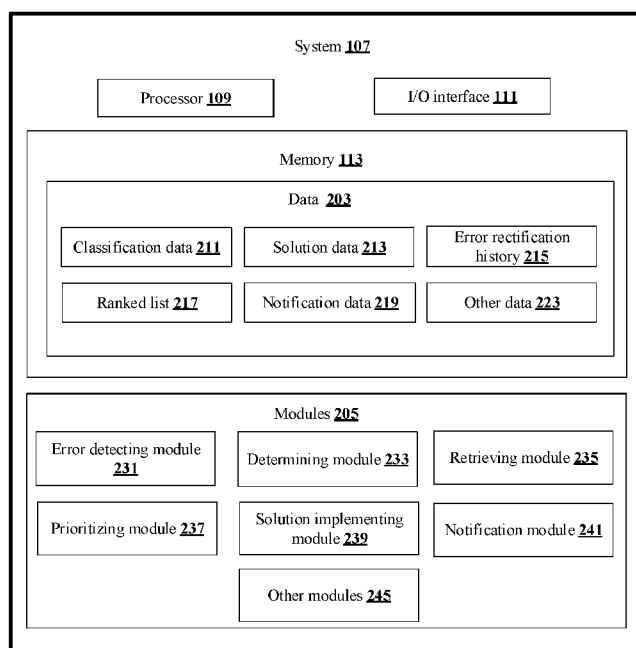 System 107
Processor 109
I/O interface 111
Memory 113
Data 203
Classification data 211
Solution data 213
Error rectification
history 215
Ranked list 217
Notification data 219
Other data 223
Modules 205
Error detecting module
231
Determining module 233
Retrieving module 235
Prioritizing module 237
Solution implementing
module 239
Notification module 241
Other modules 245